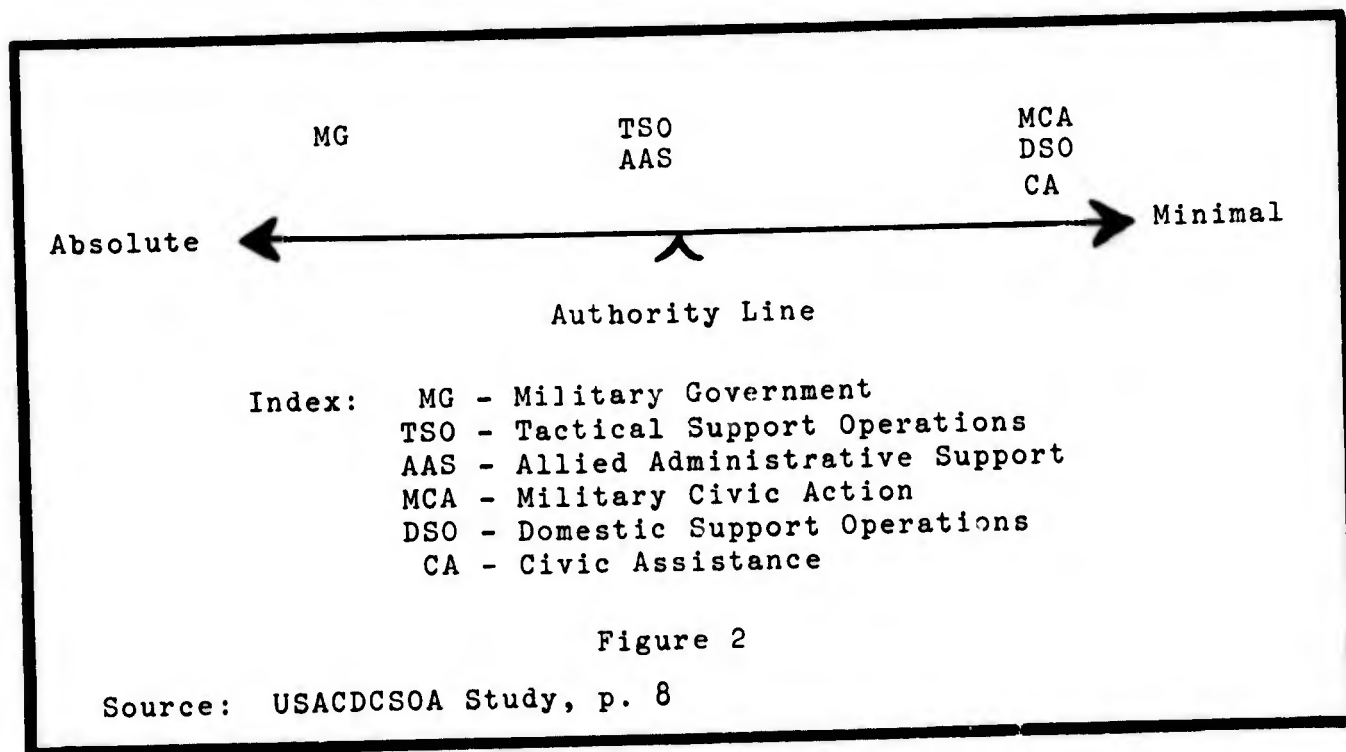 MG TSO MCA
AAS DSO
CA
Absolute Minimal
Authority Line
Index: MG - Military Government
TSO - Tactical Support Operations
AAS - Allied Administrative Support
MCA - Military Civic Action
DSO - Domestic Support Operations
CA - Civic Assistance
Figure 2
Source: USACDCSOA Study, p. 8